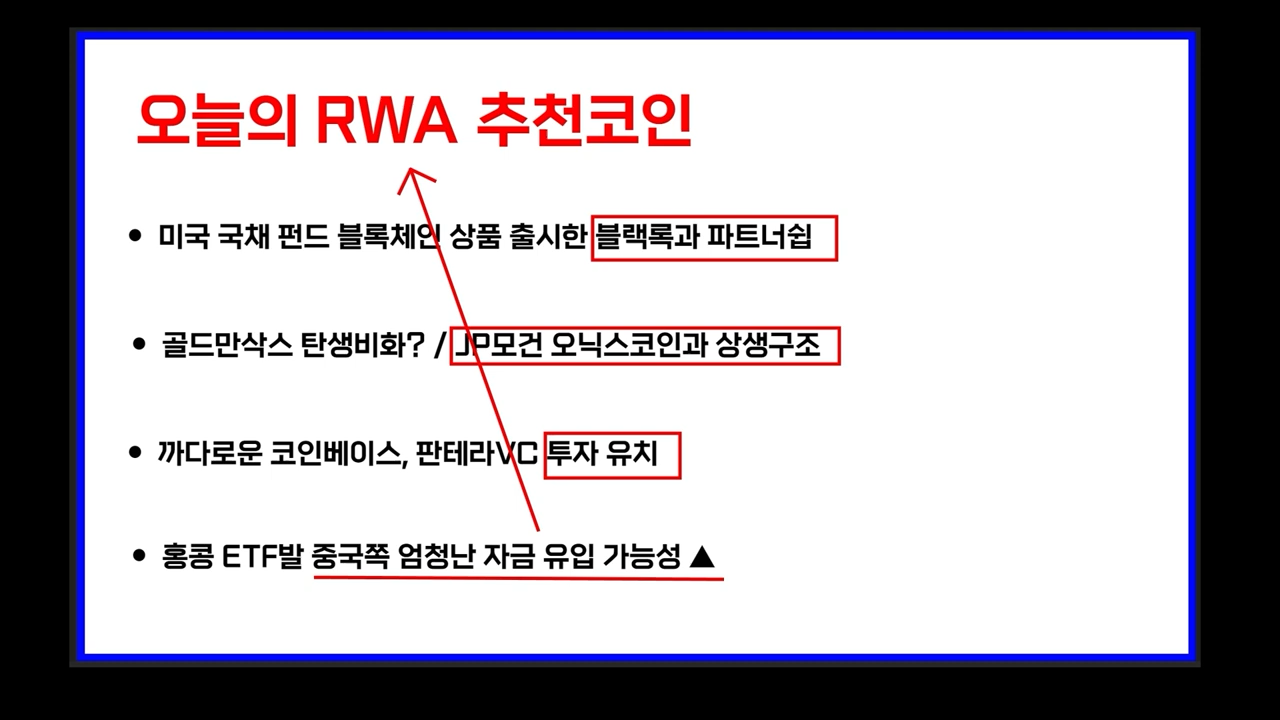 오늘의 RWA 추천코인
• 미국 국채 펀드 블록체인 상품 출시한 블랙록과 파트너쉽
• 골드만삭스 탄생비화? / JP모건 오닉스코인과 상생구조
• 까다로운 코인베이스, 판테라VC 투자 유치
• 홍콩 ETF발 중국쪽 엄청난 자금 유입 가능성 ▲